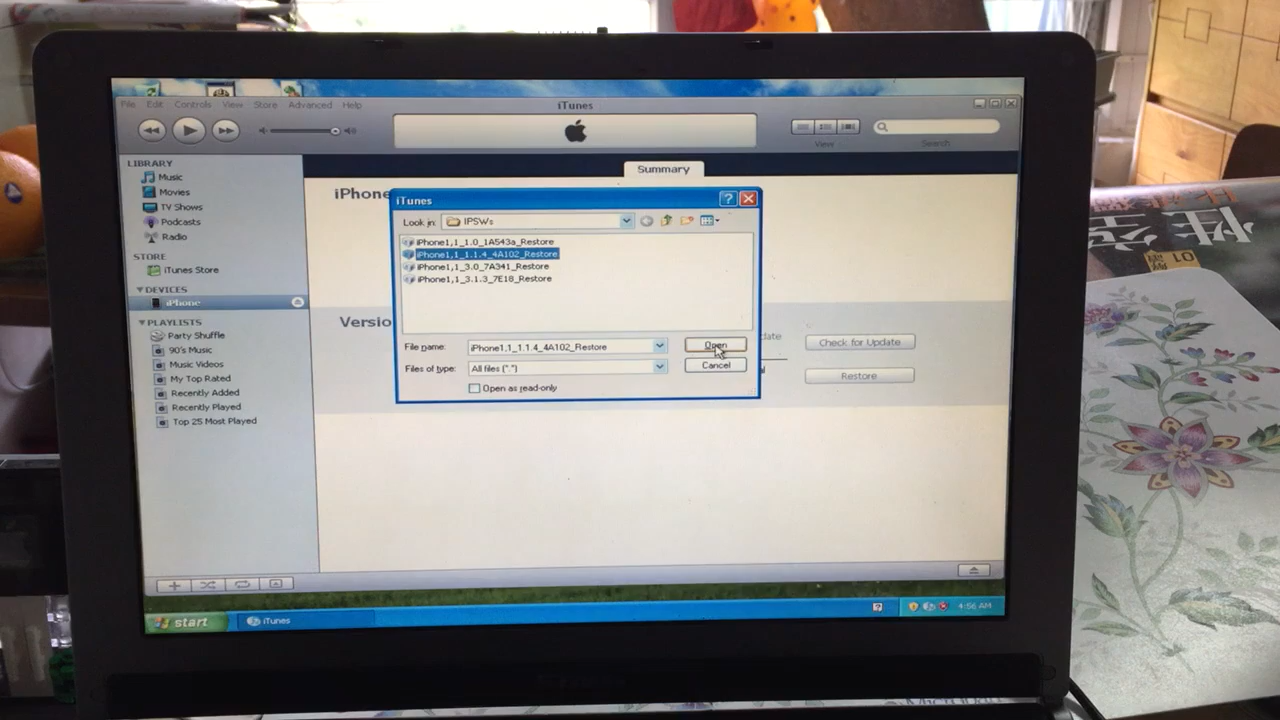 File Edit Controls View Store Advanced Help
iTunes
View
Search
LIBRARY
Music
Movies
TV Shows
Podcasts
Radio
STORE
iTunes Store
DEVICES
iPhone
PLAYLISTS
Party Shuffle
90's Music
Music Videos
My Top Rated
Recently Added
Recently Played
Top 25 Most Played
Summary
iPhone
Versio
date
Check for Update
Restore
iTunes
Look in: IPSWs
iPhone1,1_1.0_1A543a_Restore
iPhone1,1_1.1.4_4A102_Restore
iPhone1,1_3.0_7A341_Restore
iPhone1,1_3.1.3_7E18_Restore
File name: iPhone1,1_1.1.4_4A102_Restore
Open
Files of type: All files (*.*)
Cancel
Open as read-only
start
iTunes
4:56 AM
性空
01